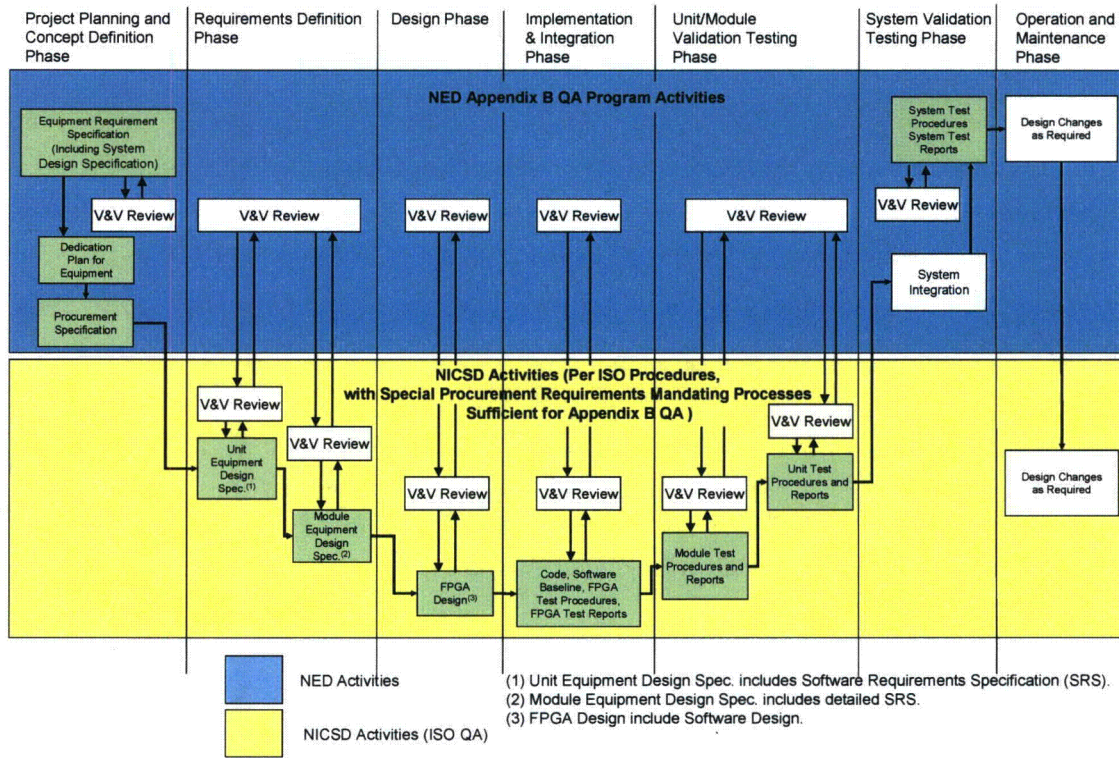 Project Planning and
Concept Definition
Phase
Requirements Definition
Phase
Design Phase
Implementation
& Integration
Phase
Unit/Module
Validation Testing
Phase
System Validation
Testing Phase
Operation and
Maintenance
Phase
NED Appendix B QA Program Activities
Equipment Requirement
Specification
(Including System
Design Specification)
V&V Review
Dedication
Plan for
Equipment
Procurement
Specification
V&V Review
V&V Review
V&V Review
V&V Review
System Test
Procedures
System Test
Reports
V&V Review
System
Integration
Design Changes
as Required
NICSD Activities (Per ISO Procedures,
with Special Procurement Requirements Mandating Processes
Sufficient for Appendix B QA )
V&V Review
Unit
Equipment
Design
Spec.(1)
V&V Review
Module
Equipment
Design
Spec.(2)
V&V Review
FPGA
Design(3)
V&V Review
Code, Software
Baseline, FPGA
Test Procedures,
FPGA Test Reports
V&V Review
Module Test
Procedures and
Reports
V&V Review
Unit Test
Procedures and
Reports
Design Changes
as Required
NED Activities
NICSD Activities (ISO QA)
(1) Unit Equipment Design Spec. includes Software Requirements Specification (SRS).
(2) Module Equipment Design Spec. includes detailed SRS.
(3) FPGA Design include Software Design.